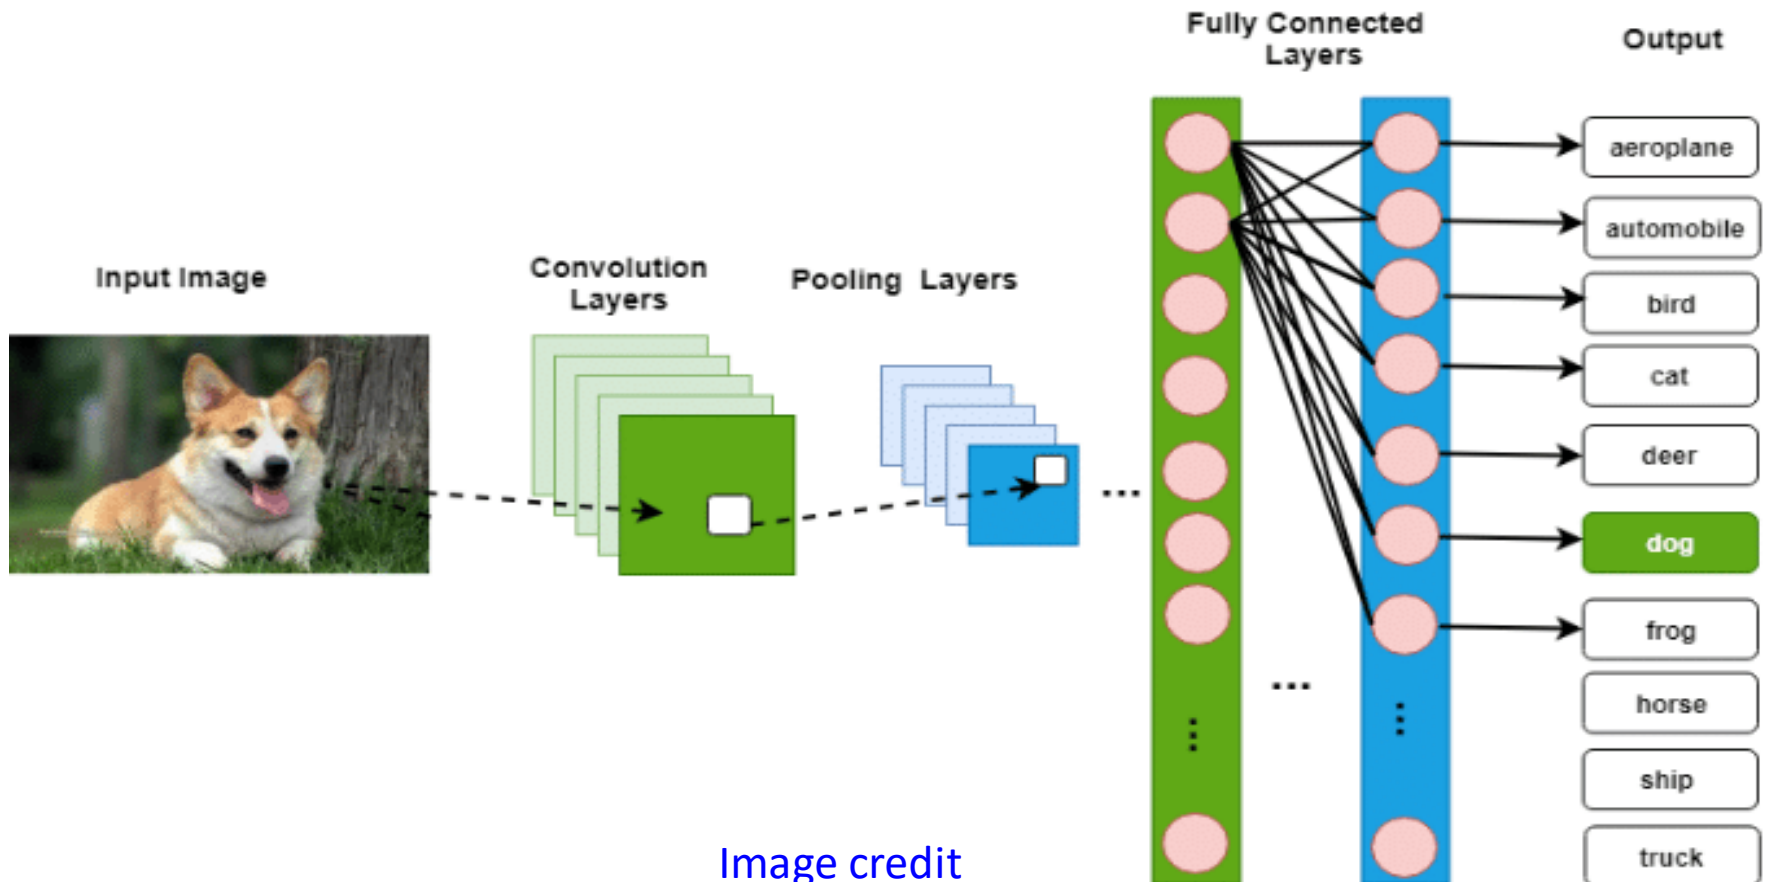 Fully Connected
Layers
Output
Input Image
Convolution
Layers
Pooling Layers
aeroplane
automobile
bird
cat
deer
dog
frog
horse
ship
truck
...
...
...
...
Image credit